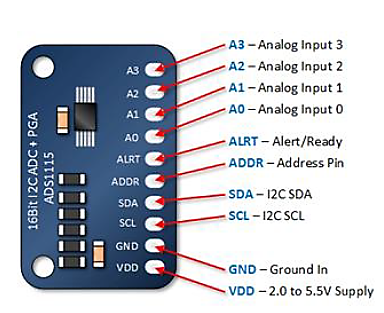 A3 – Analog Input 3
A2 – Analog Input 2
A1 – Analog Input 1
A0 – Analog Input 0
ALRT – Alert/Ready
ADDR – Address Pin
SDA – I2C SDA
SCL – I2C SCL
GND – Ground In
VDD – 2.0 to 5.5V Supply
A3
A2
A1
A0
ALRT
ADDR
SDA
SCL
GND
VDD
16Bit I2C ADC + PGA
ADS1115